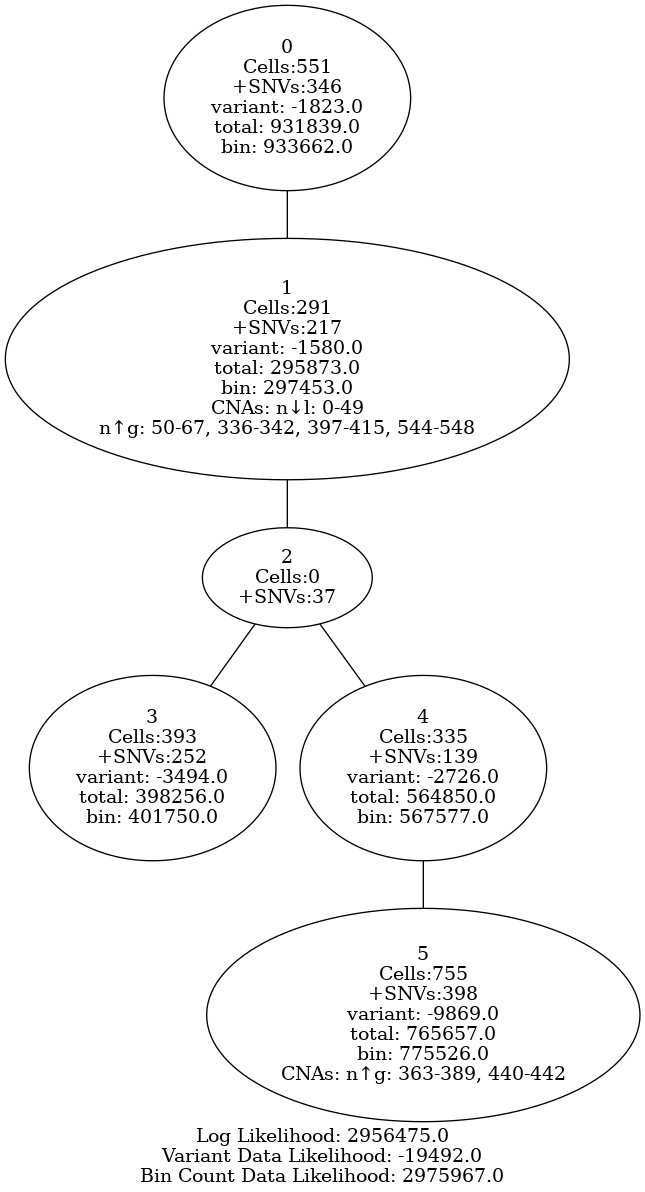 0
Cells:551
+SNVs:346
variant: -1823.0
total: 931839.0
bin: 933662.0
1
Cells:291
+SNVs:217
variant: -1580.0
total: 295873.0
bin: 297453.0
CNAs: n↓l: 0-49
n↑g: 50-67, 336-342, 397-415, 544-548
2
Cells:0
+SNVs:37
3
Cells:393
+SNVs:252
variant: -3494.0
total: 398256.0
bin: 401750.0
4
Cells:335
+SNVs:139
variant: -2726.0
total: 564850.0
bin: 567577.0
5
Cells:755
+SNVs:398
variant: -9869.0
total: 765657.0
bin: 775526.0
CNAs: n↑g: 363-389, 440-442
Log Likelihood: 2956475.0
Variant Data Likelihood: -19492.0
Bin Count Data Likelihood: 2975967.0